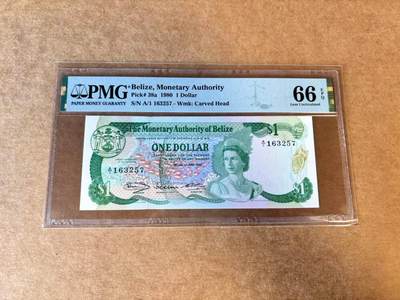 PMG
PAPER MONEY GUARANTY
Belize, Monetary Authority
Pick# 38a 1980 1 Dollar
S/N A/1 163257 - Wmk: Carved Head
66 EPQ
Gem Uncirculated
The Monetary Authority of Belize
$1
A/1 163257
ONE DOLLAR
A/1 163257
$1